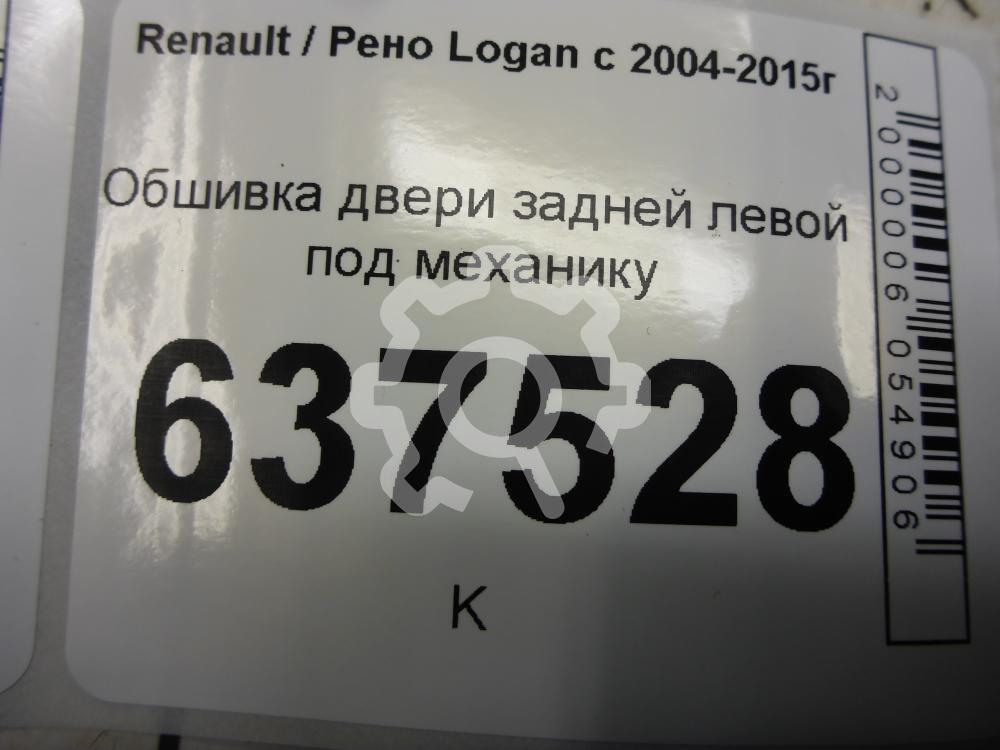 Renault / Рено Logan с 2004-2015г
Обшивка двери задней левой
под механику
637528
К
2000006054906